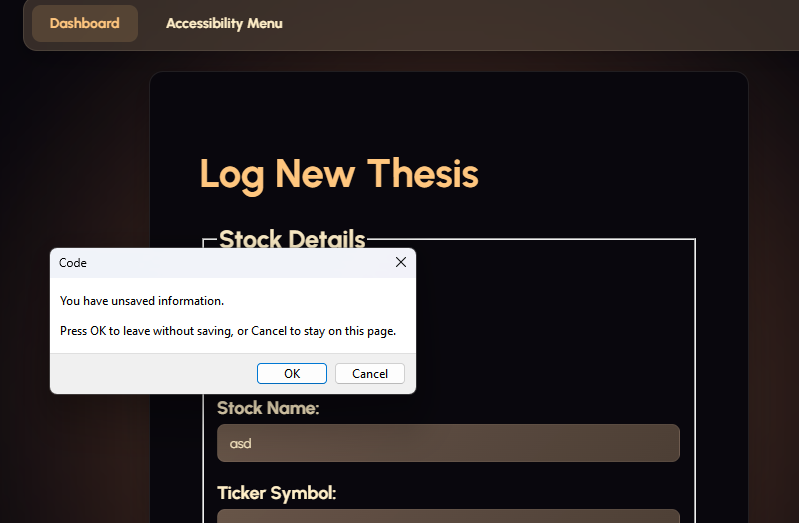 Dashboard
Accessibility Menu
Log New Thesis
Stock Details
Code
You have unsaved information.
Press OK to leave without saving, or Cancel to stay on this page.
OK
Cancel
Stock Name:
asd
Ticker Symbol: